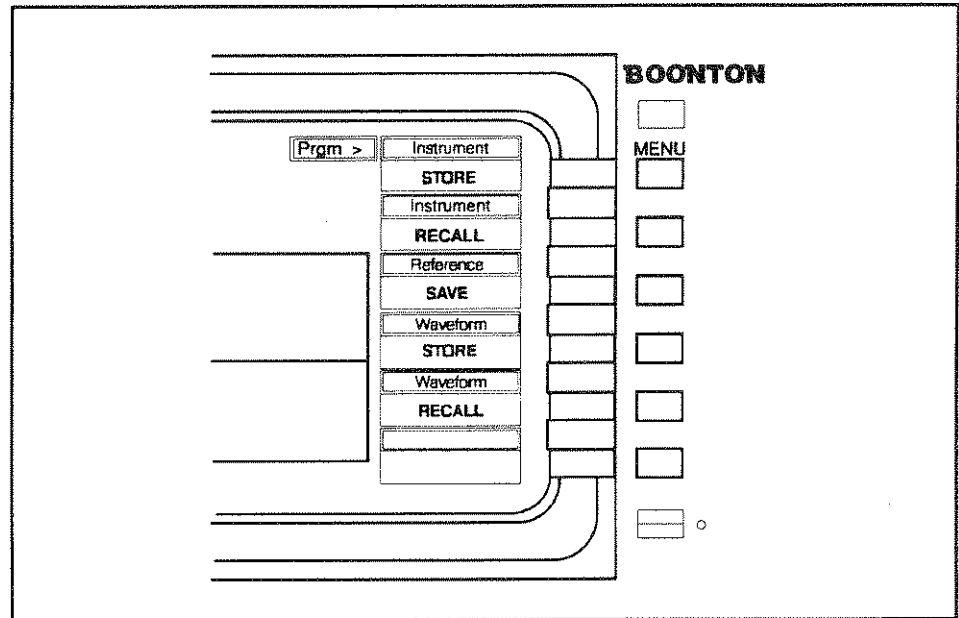 BOONTON
MENU
Prgm >
Instrument
STORE
Instrument
RECALL
Reference
SAVE
Waveform
STORE
Waveform
RECALL